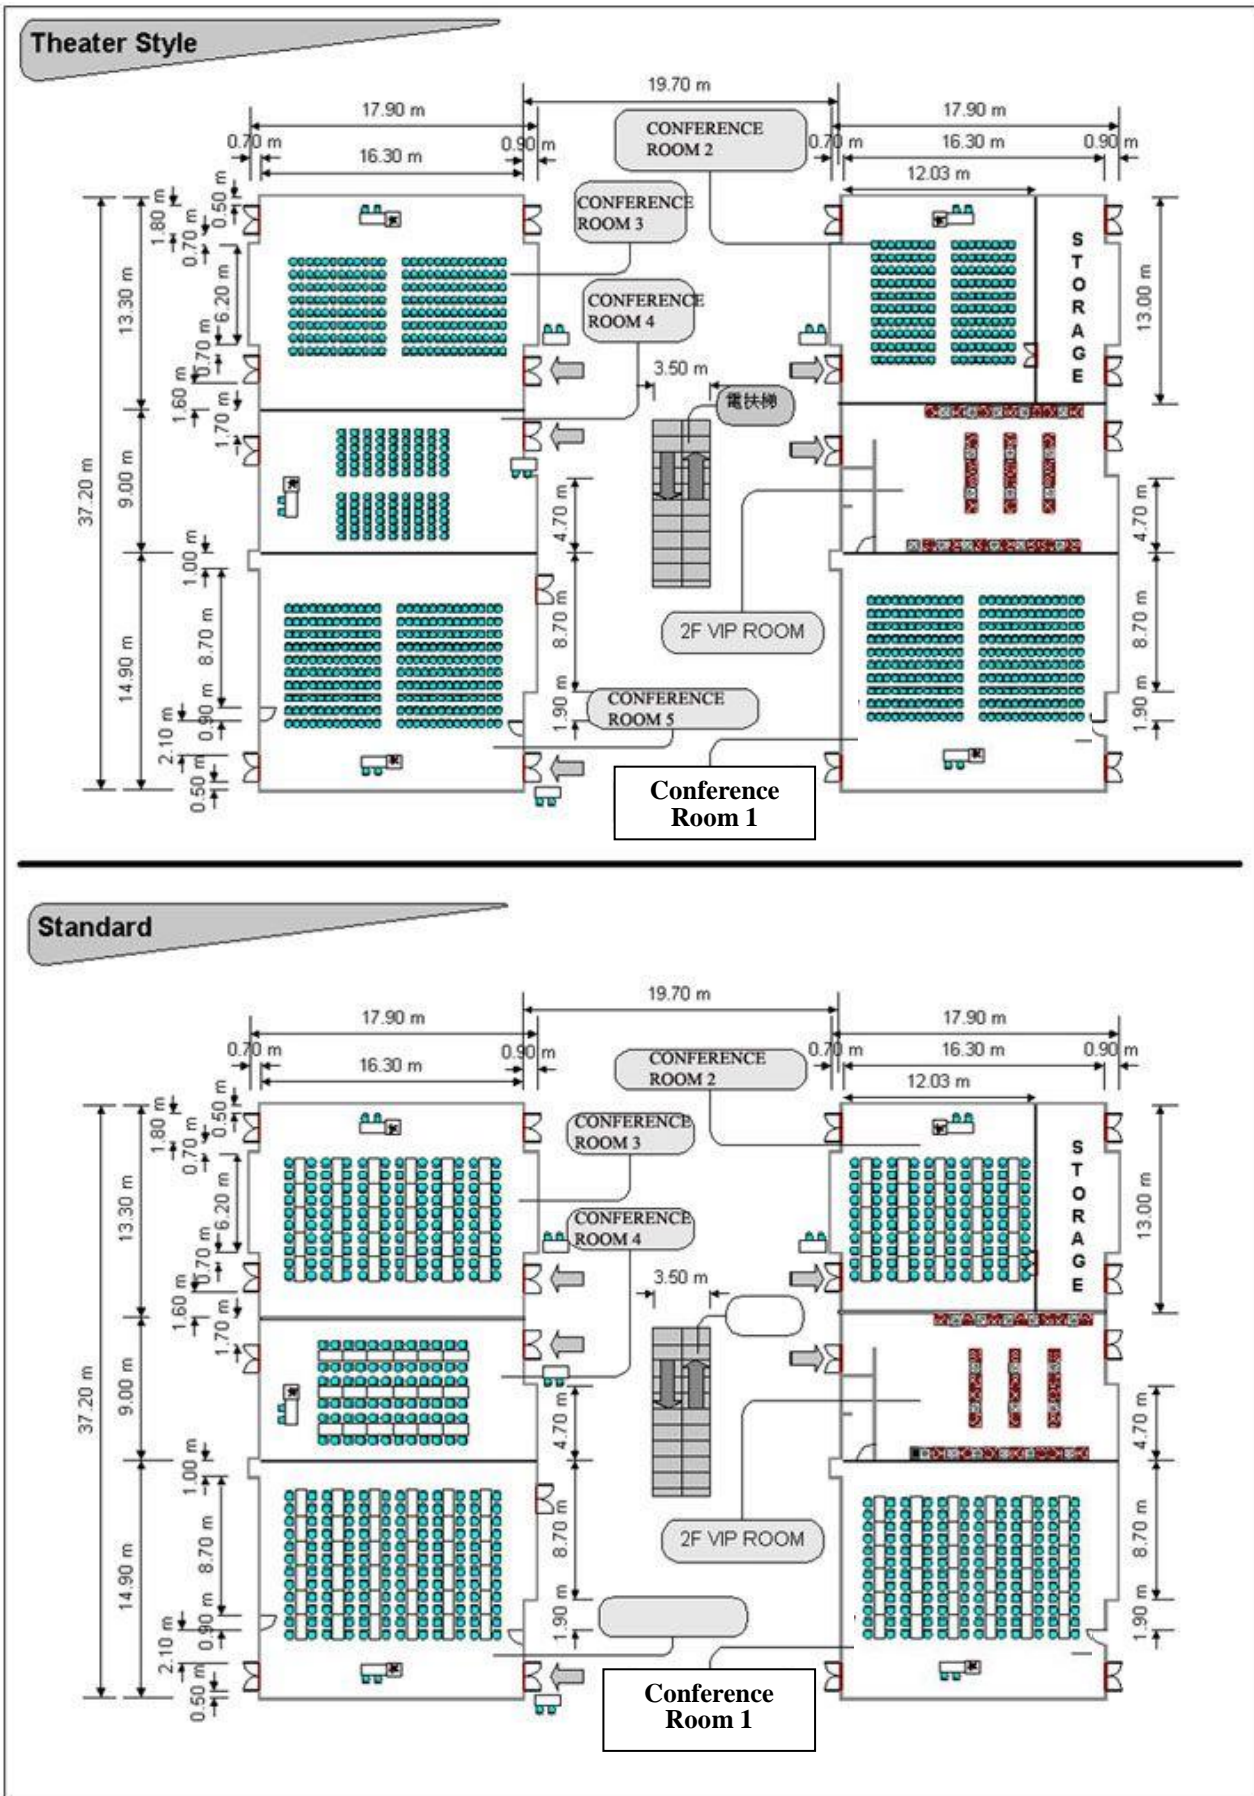 Theater Style
19.70 m
17.90 m
17.90 m
CONFERENCE
ROOM 2
0.70 m
0.90 m
0.70 m
0.90 m
16.30 m
16.30 m
12.03 m
CONFERENCE
ROOM 3
CONFERENCE
ROOM 4
0.50 m
1.80 m
0.70 m
6.20 m
0.70 m
1.60 m
1.70 m
13.30 m
9.00 m
37.20 m
1.00 m
8.70 m
14.90 m
0.90 m
2.10 m
0.50 m
STORAGE
13.00 m
3.50 m
電扶梯
4.70 m
4.70 m
8.70 m
8.70 m
2F VIP ROOM
1.90 m
1.90 m
CONFERENCE
ROOM 5
Conference
Room 1
Standard
19.70 m
17.90 m
17.90 m
0.70 m
0.90 m
0.70 m
0.90 m
16.30 m
16.30 m
CONFERENCE
ROOM 2
12.03 m
CONFERENCE
ROOM 3
CONFERENCE
ROOM 4
0.50 m
1.80 m
0.70 m
6.20 m
0.70 m
1.60 m
1.70 m
13.30 m
9.00 m
37.20 m
1.00 m
8.70 m
14.90 m
0.90 m
2.10 m
0.50 m
STORAGE
13.00 m
3.50 m
4.70 m
4.70 m
8.70 m
8.70 m
2F VIP ROOM
1.90 m
1.90 m
Conference
Room 1